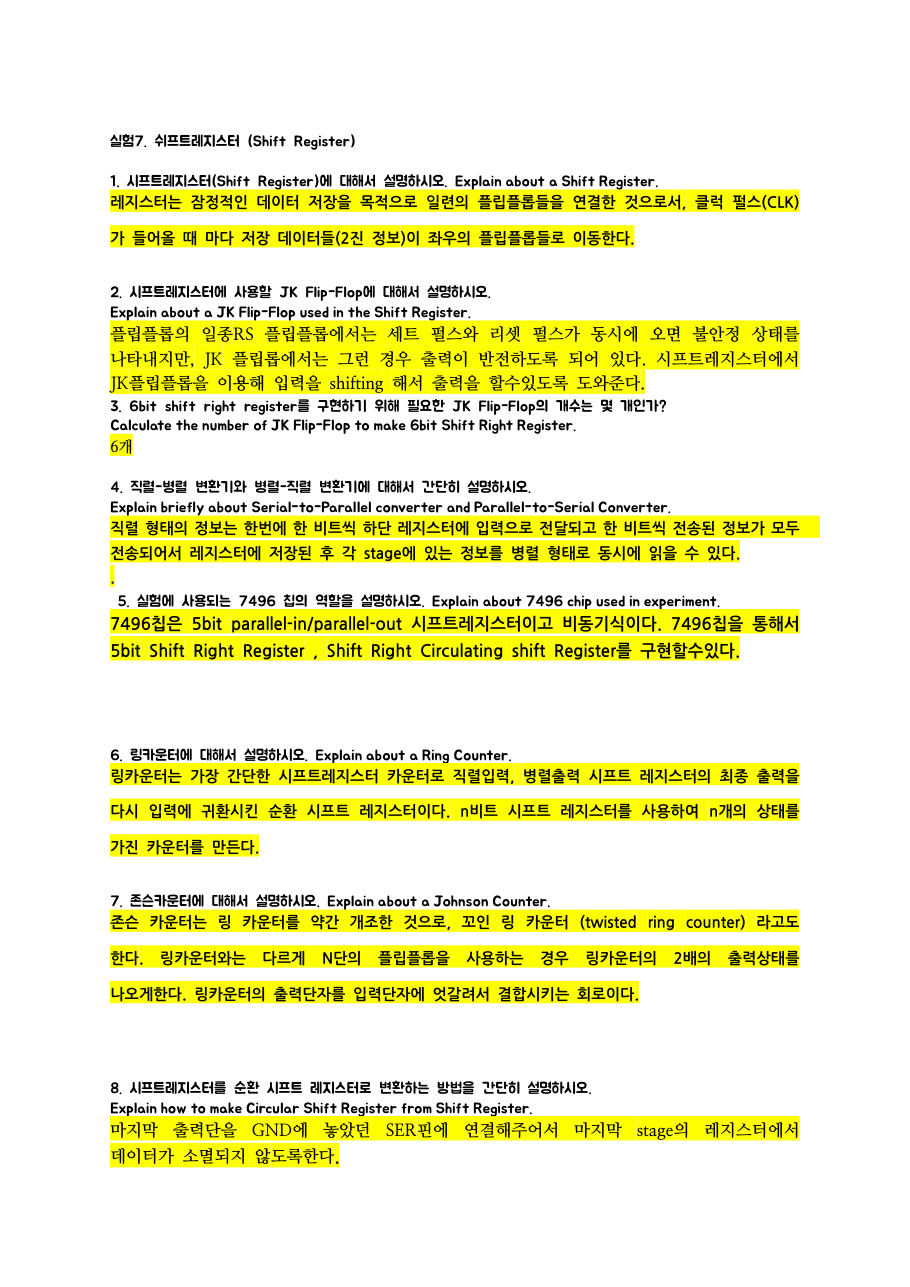 실험7. 쉬프트레지스터 (Shift Register)
1. 시프트레지스터(Shift Register)에 대해서 설명하시오. Explain about a Shift Register.
레지스터는 잠정적인 데이터 저장을 목적으로 일련의 플립플롭들을 연결한 것으로서, 클럭 펄스(CLK)
가 들어올 때 마다 저장 데이터들(2진 정보)이 좌우의 플립플롭들로 이동한다.
2. 시프트레지스터에 사용할 JK Flip-Flop에 대해서 설명하시오.
Explain about a JK Flip-Flop used in the Shift Register.
플립플롭의 일종RS 플립플롭에서는 세트 펄스와 리셋 펄스가 동시에 오면 불안정 상태를
나타내지만, JK 플립롭에서는 그런 경우 출력이 반전하도록 되어 있다. 시프트레지스터에서
JK플립플롭을 이용해 입력을 shifting 해서 출력을 할수있도록 도와준다.
3. 6bit shift right register를 구현하기 위해 필요한 JK Flip-Flop의 개수는 몇 개인가?
Calculate the number of JK Flip-Flop to make 6bit Shift Right Register.
6개
4. 직렬-병렬 변환기와 병렬-직렬 변환기에 대해서 간단히 설명하시오.
Explain briefly about Serial-to-Parallel converter and Parallel-to-Serial Converter.
직렬 형태의 정보는 한번에 한 비트씩 하단 레지스터에 입력으로 전달되고 한 비트씩 전송된 정보가 모두
전송되어서 레지스터에 저장된 후 각 stage에 있는 정보를 병렬 형태로 동시에 읽을 수 있다.
.
5. 실험에 사용되는 7496 칩의 역할을 설명하시오. Explain about 7496 chip used in experiment.
7496칩은 5bit parallel-in/parallel-out 시프트레지스터이고 비동기식이다. 7496칩을 통해서
5bit Shift Right Register , Shift Right Circulating shift Register를 구현할수있다.
6. 링카운터에 대해서 설명하시오. Explain about a Ring Counter.
링카운터는 가장 간단한 시프트레지스터 카운터로 직렬입력, 병렬출력 시프트 레지스터의 최종 출력을
다시 입력에 귀환시킨 순환 시프트 레지스터이다. n비트 시프트 레지스터를 사용하여 n개의 상태를
가진 카운터를 만든다.
7. 존슨카운터에 대해서 설명하시오. Explain about a Johnson Counter.
존슨 카운터는 링 카운터를 약간 개조한 것으로, 꼬인 링 카운터 (twisted ring counter) 라고도
한다. 링카운터와는 다르게 N단의 플립플롭을 사용하는 경우 링카운터의 2배의 출력상태를
나오게한다. 링카운터의 출력단자를 입력단자에 엇갈려서 결합시키는 회로이다.
8. 시프트레지스터를 순환 시프트 레지스터로 변환하는 방법을 간단히 설명하시오.
Explain how to make Circular Shift Register from Shift Register.
마지막 출력단을 GND에 놓았던 SER핀에 연결해주어서 마지막 stage의 레지스터에서
데이터가 소멸되지 않도록한다.